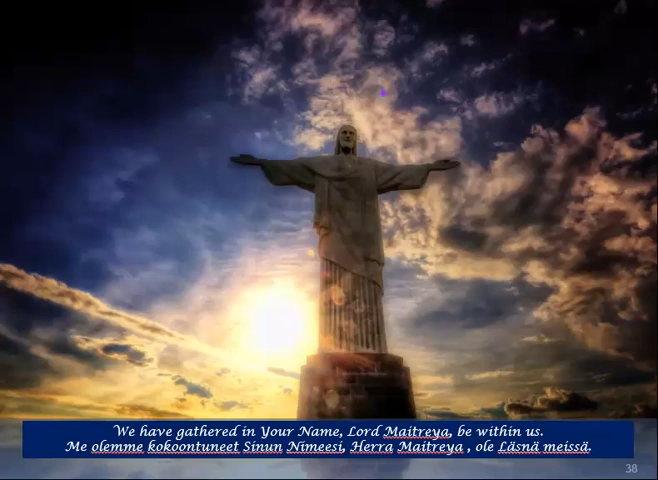 We have gathered in Your Name, Lord Maitreya, be within us.
Me olemme kokoontuneet Sinun Nimeesi, Herra Maitreya , ole Läsnä meissä.
38